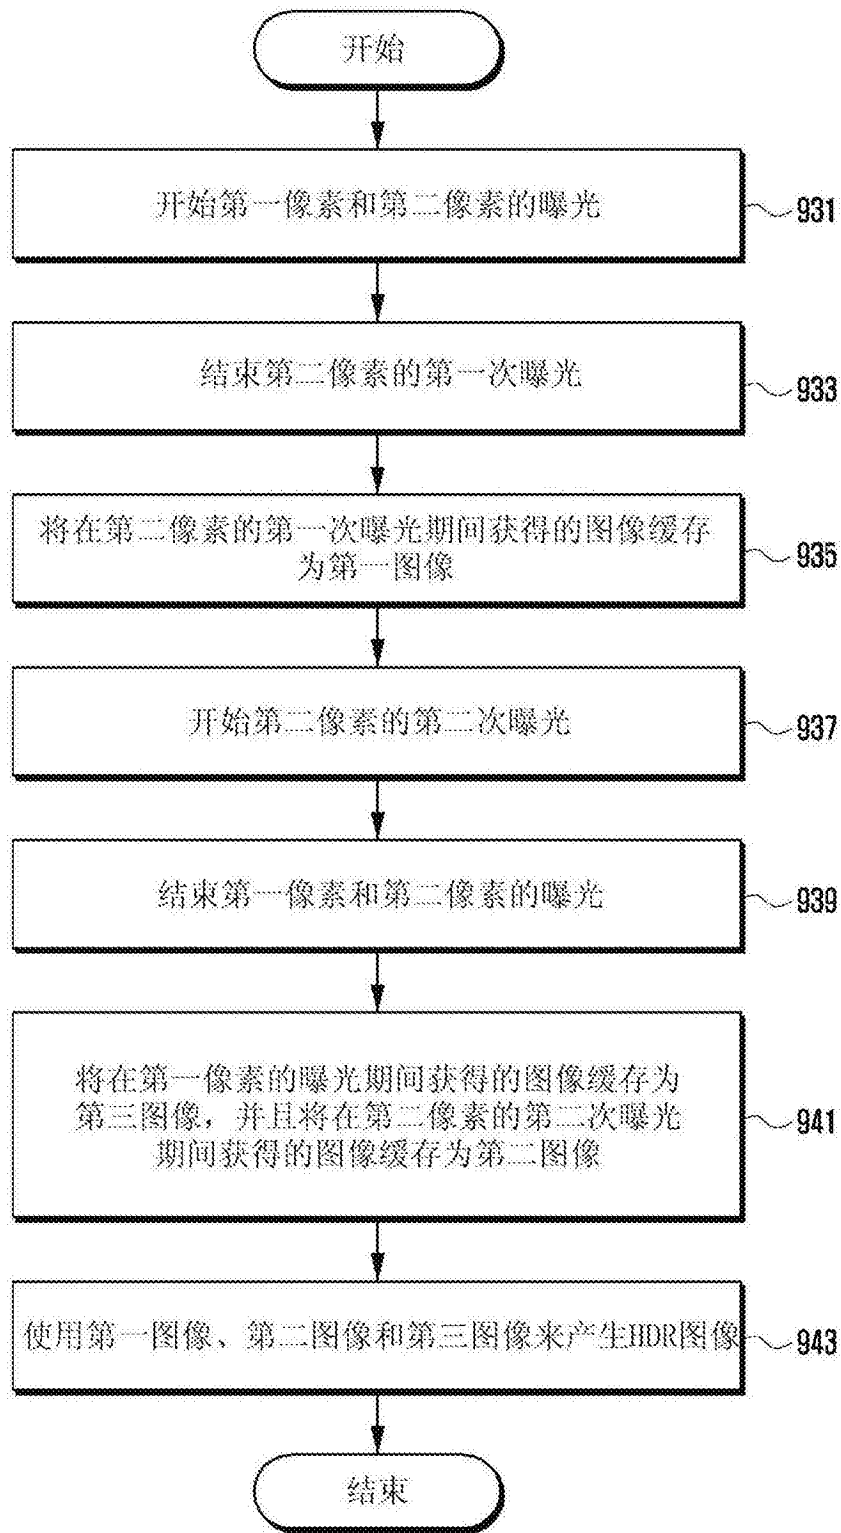 开始
开始第一像素和第二像素的曝光
931
结束第二像素的第一次曝光
933
将在第二像素的第一次曝光期间获得的图像缓存
为第一图像
935
开始第二像素的第二次曝光
937
结束第一像素和第二像素的曝光
939
将在第一像素的曝光期间获得的图像缓存为
第三图像，并且将在第二像素的第二次曝光
期间获得的图像缓存为第二图像
941
使用第一图像、第二图像和第三图像来产生HDR图像
943
结束